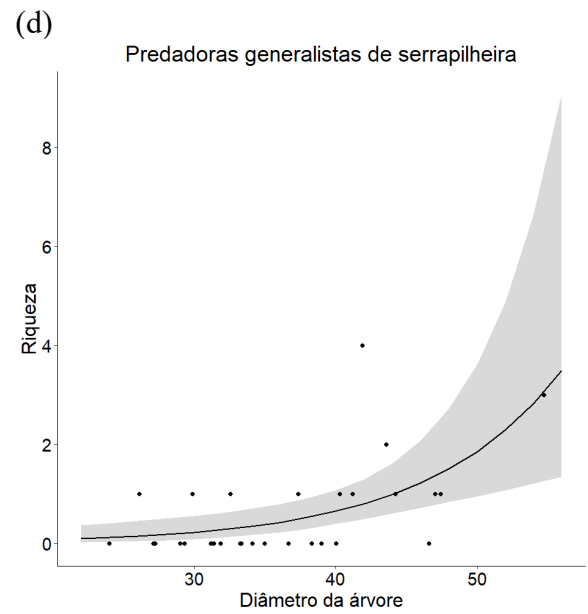 (d)
Predadoras generalistas de serrapilheira
8
6
4
2
0
Riqueza
30 40 50
Diâmetro da árvore